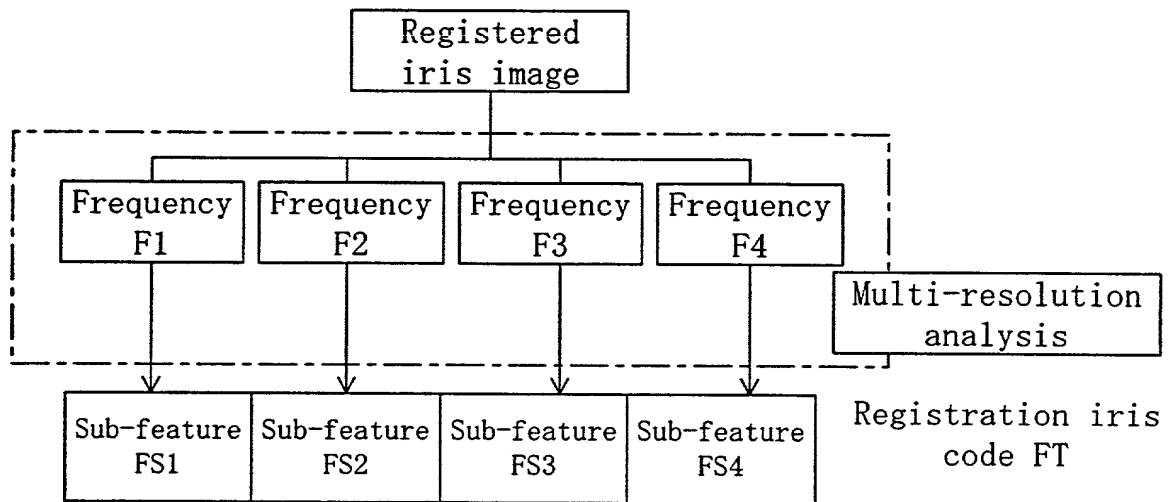 Registered
iris image
Frequency
F1
Frequency
F2
Frequency
F3
Frequency
F4
Multi-resolution
analysis
Sub-feature
FS1
Sub-feature
FS2
Sub-feature
FS3
Sub-feature
FS4
Registration iris
code FT